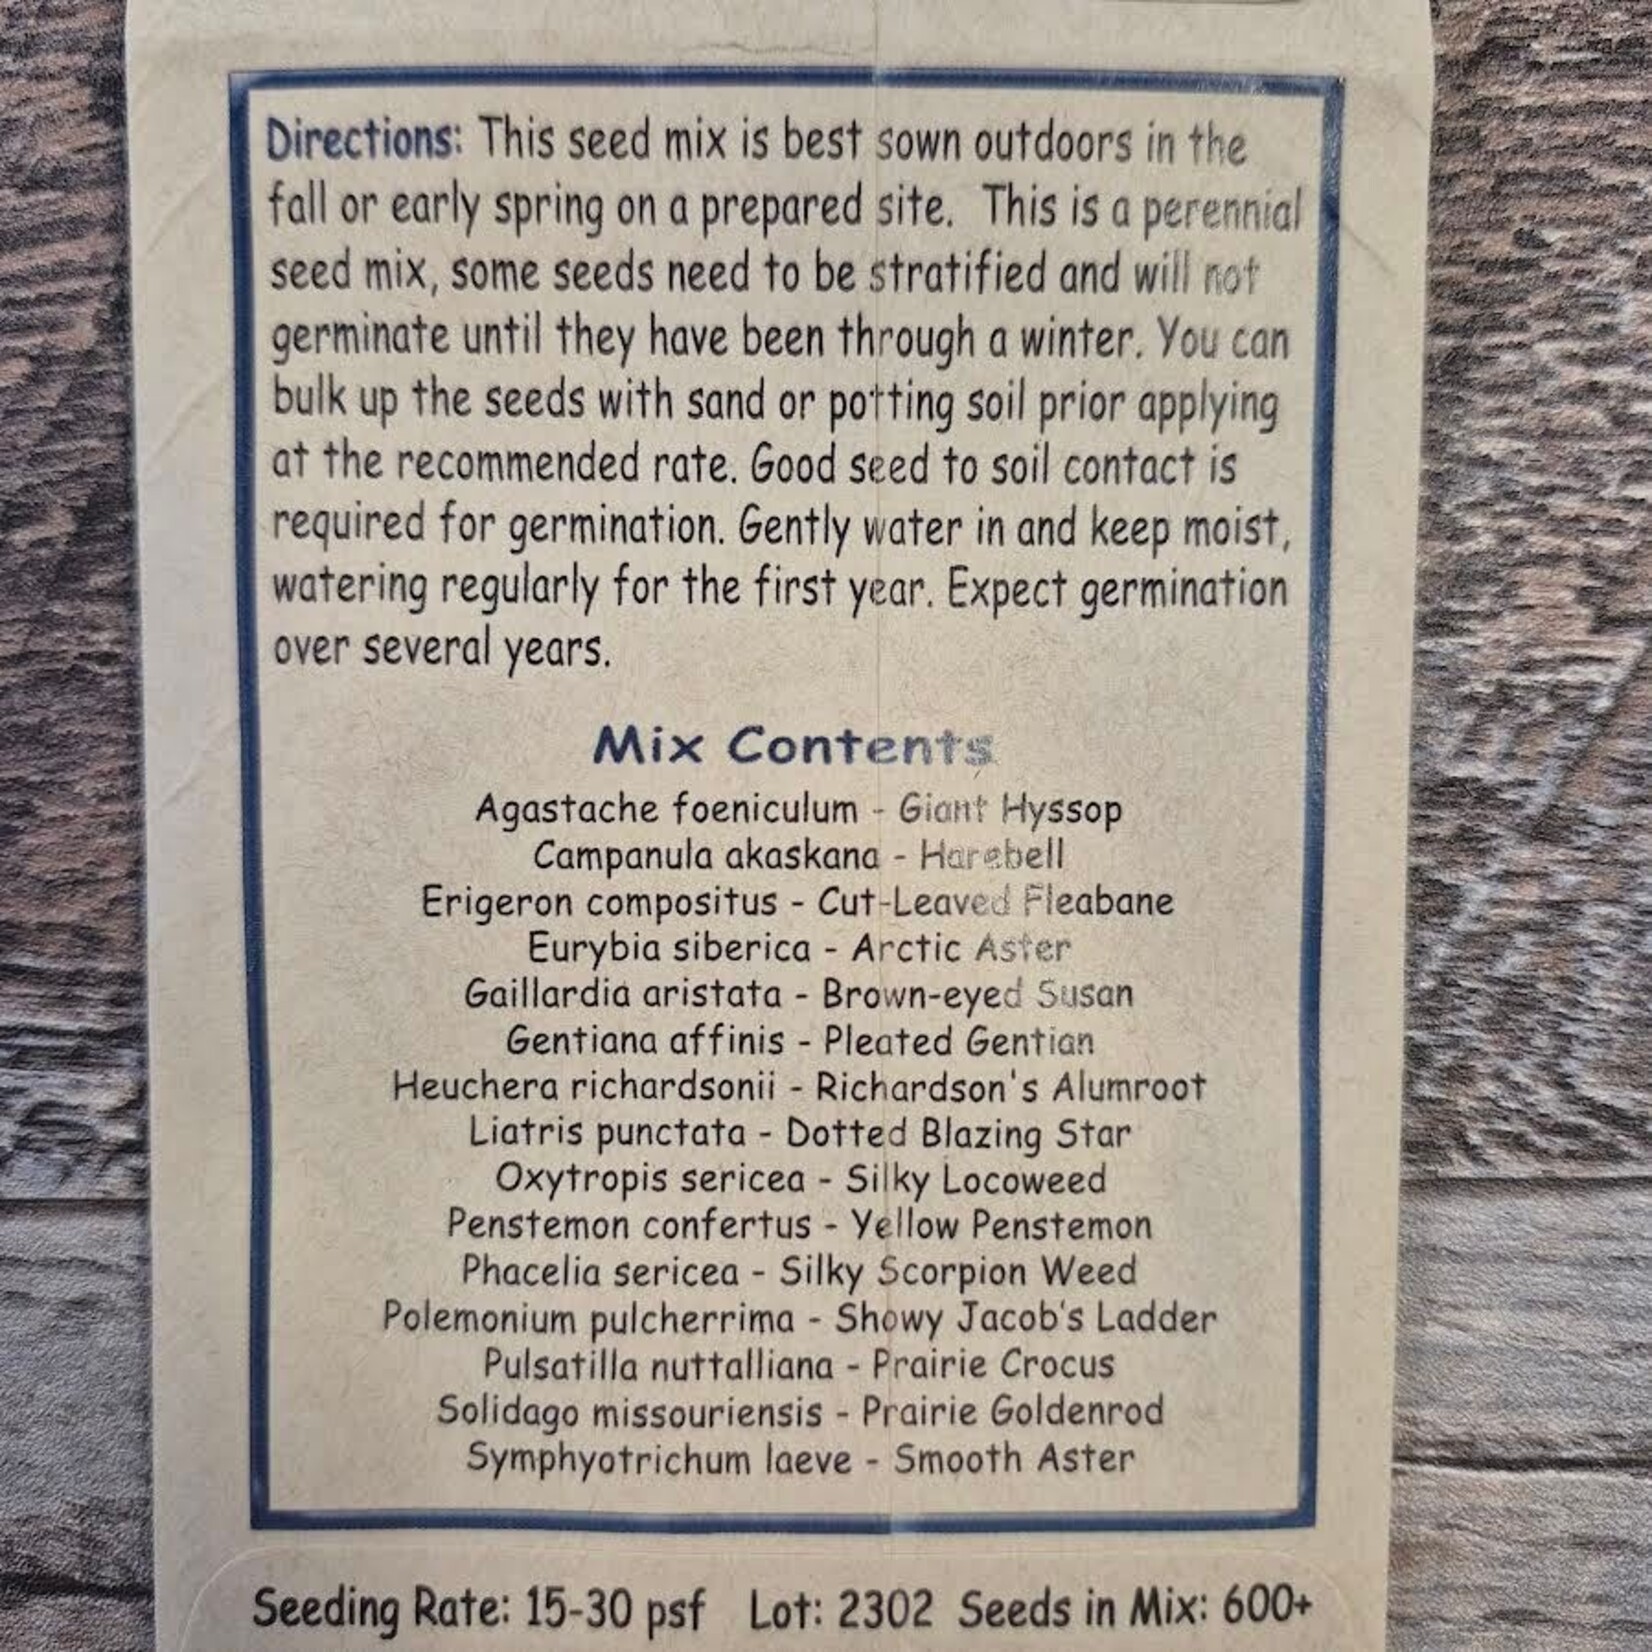 Directions: This seed mix is best sown outdoors in the
fall or early spring on a prepared site. This is a perennial
seed mix, some seeds need to be stratified and will not
germinate until they have been through a winter. You can
bulk up the seeds with sand or potting soil prior applying
at the recommended rate. Good seed to soil contact is
required for germination. Gently water in and keep moist,
watering regularly for the first year. Expect germination
over several years.
Mix Contents
Agastache foeniculum - Giant Hyssop
Campanula akaskana - Harebell
Erigeron compositus - Cut-Leaved Fleabane
Eurybia siberica - Arctic Aster
Gaillardia aristata - Brown-eyed Susan
Gentiana affinis - Pleated Gentian
Heuchera richardsonii - Richardson's Alumroot
Liatris punctata - Dotted Blazing Star
Oxytropis sericea - Silky Locoweed
Penstemon confertus - Yellow Penstemon
Phacelia sericea - Silky Scorpion Weed
Polemonium pulcherrima - Showy Jacob's Ladder
Pulsatilla nuttalliana - Prairie Crocus
Solidago missouriensis - Prairie Goldenrod
Symphyotrichum laeve - Smooth Aster
Seeding Rate: 15-30 psf Lot: 2302 Seeds in Mix: 600+